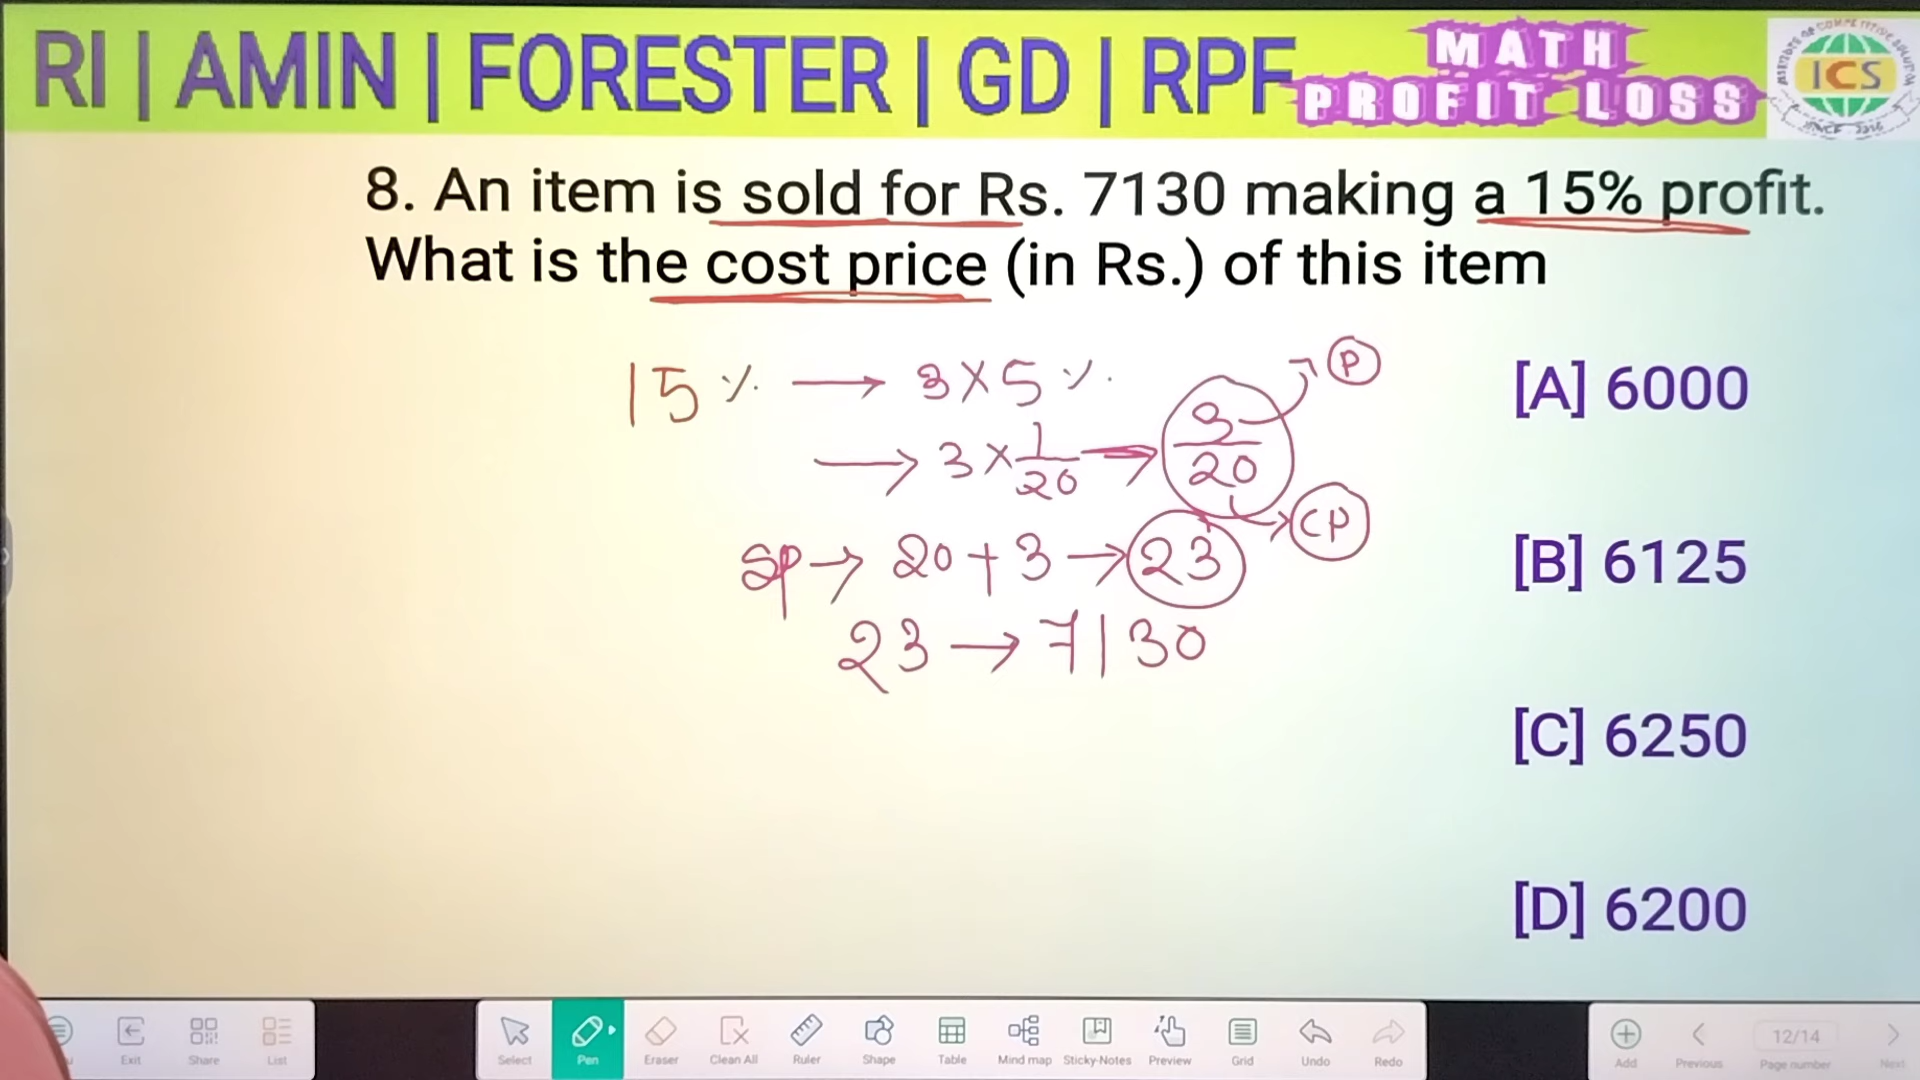 RI | AMIN | FORESTER | GD | RPF
MATH
PROFIT LOSS
ICS
8. An item is sold for Rs. 7130 making a 15% profit.
What is the cost price (in Rs.) of this item
15% → 3×5%
→ 3×1/20 → 3/20
P
CP
SP → 20+3 → 23
23 → 7130
[A] 6000
[B] 6125
[C] 6250
[D] 6200
Exit Share List Select Pen Eraser Clean All Ruler Shape Table Mind map Sticky-Notes Preview Grid Undo Redo Add Previous 12/14 Page number Next